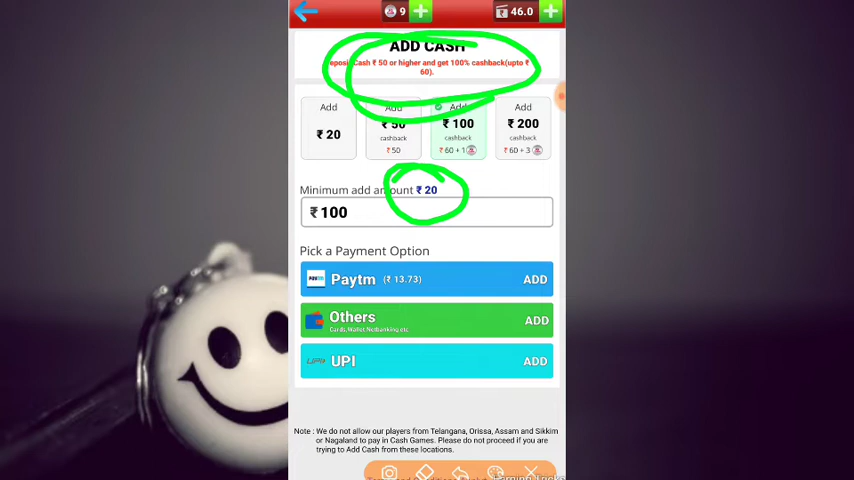 9
₹ 46.0
ADD CASH
Deposit Cash ₹ 50 or higher and get 100% cashback(upto ₹
60).
Add Add Add Add
₹ 20 ₹ 50 ₹ 100 ₹ 200
cashback cashback cashback
₹ 50 ₹ 60 + 1 ₹ 60 + 3
Minimum add amount ₹ 20
₹ 100
Pick a Payment Option
Paytm (₹ 13.73) ADD
Others ADD
Cards,Wallet Netbanking,etc
UPI UPI ADD
Note : We do not allow our players from Telangana, Orissa, Assam and Sikkim
or Nagaland to pay in Cash Games. Please do not proceed if you are
trying to Add Cash from these locations.